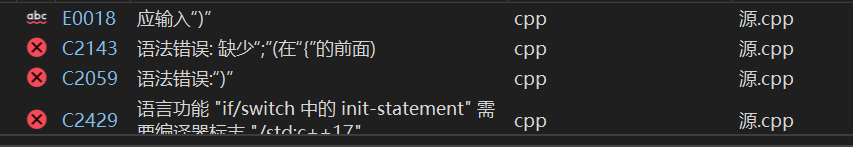 abc E0018 应输入“)” cpp 源.cpp
C2143 语法错误: 缺少“;”(在“{”的前面) cpp 源.cpp
C2059 语法错误:“)” cpp 源.cpp
C2429 语言功能 "if/switch 中的 init-statement" 需 cpp 源.cpp
要编译器标志 "/std:c++17"